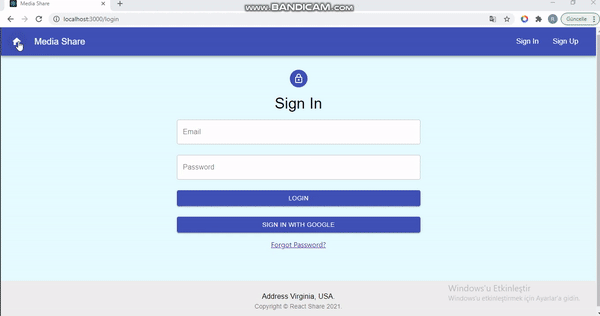 Media Share
www.BANDICAM.com
localhost:3000/login
Güncelle
Media Share
Sign In
Sign Up
Sign In
Email
Password
LOGIN
SIGN IN WITH GOOGLE
Forgot Password?
Windows'u Etkinleştir
Windows'u etkinleştirmek için Ayarlar'a gidin.
Address Virginia, USA.
Copyright © React Share 2021.